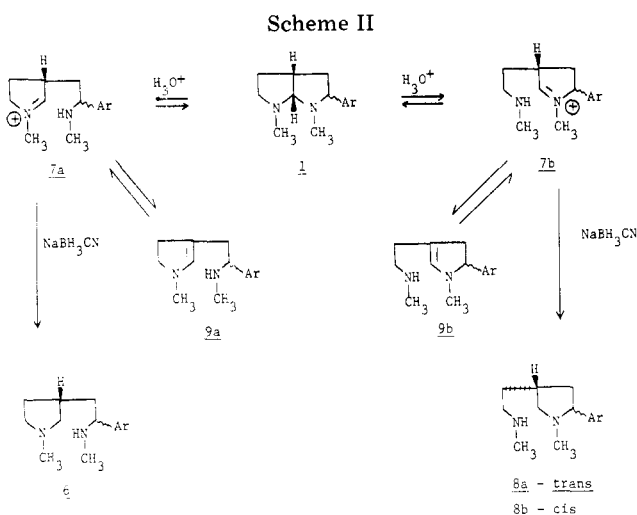 Scheme II
H H H
H₃O⁺ H₃O⁺
Ar Ar Ar
⊕ N HN N N NH N ⊕
CH₃ CH₃ H CH₃ CH₃ CH₃ CH₃
7a 1 7b
NaBH₃CN NaBH₃CN
N HN Ar NH N Ar
CH₃ CH₃ CH₃ CH₃
9a 9b
H H
N HN Ar NH N Ar
CH₃ CH₃ CH₃ CH₃
6 8a - trans
8b - cis